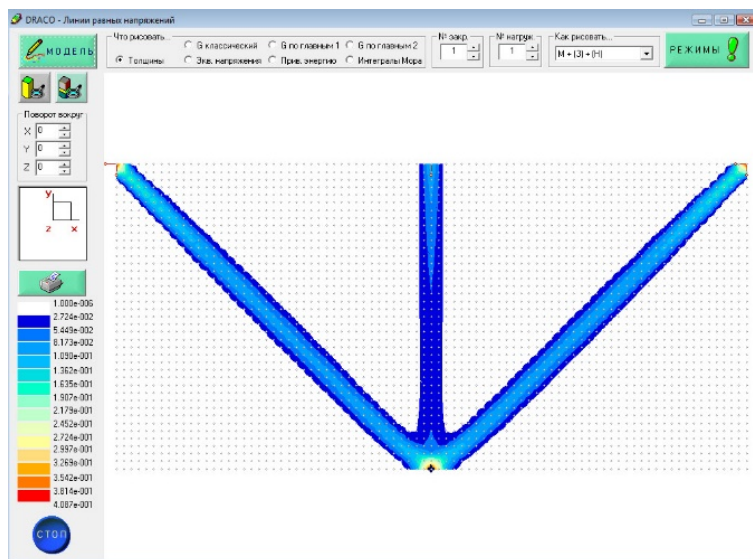 DRACO - Линии равных напряжений
МОДЕЛЬ
Что рисовать...
G классический
G по главным 1
G по главным 2
Толщины
Экв. напряжения
Прив. энергию
Интегралы Мора
№ закр.
1
№ нагруж.
1
Как рисовать...
М + (З) + (Н)
РЕЖИМЫ
Поворот вокруг
X 0
Y 0
Z 0
y
z x
1.000e-006
2.724e-002
5.449e-002
8.173e-002
1.090e-001
1.362e-001
1.635e-001
1.907e-001
2.179e-001
2.452e-001
2.724e-001
2.997e-001
3.269e-001
3.542e-001
3.814e-001
4.087e-001
СТОП